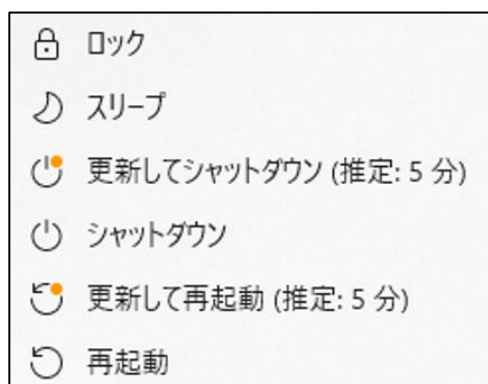 ロック
スリープ
更新してシャットダウン (推定: 5 分)
シャットダウン
更新して再起動 (推定: 5 分)
再起動